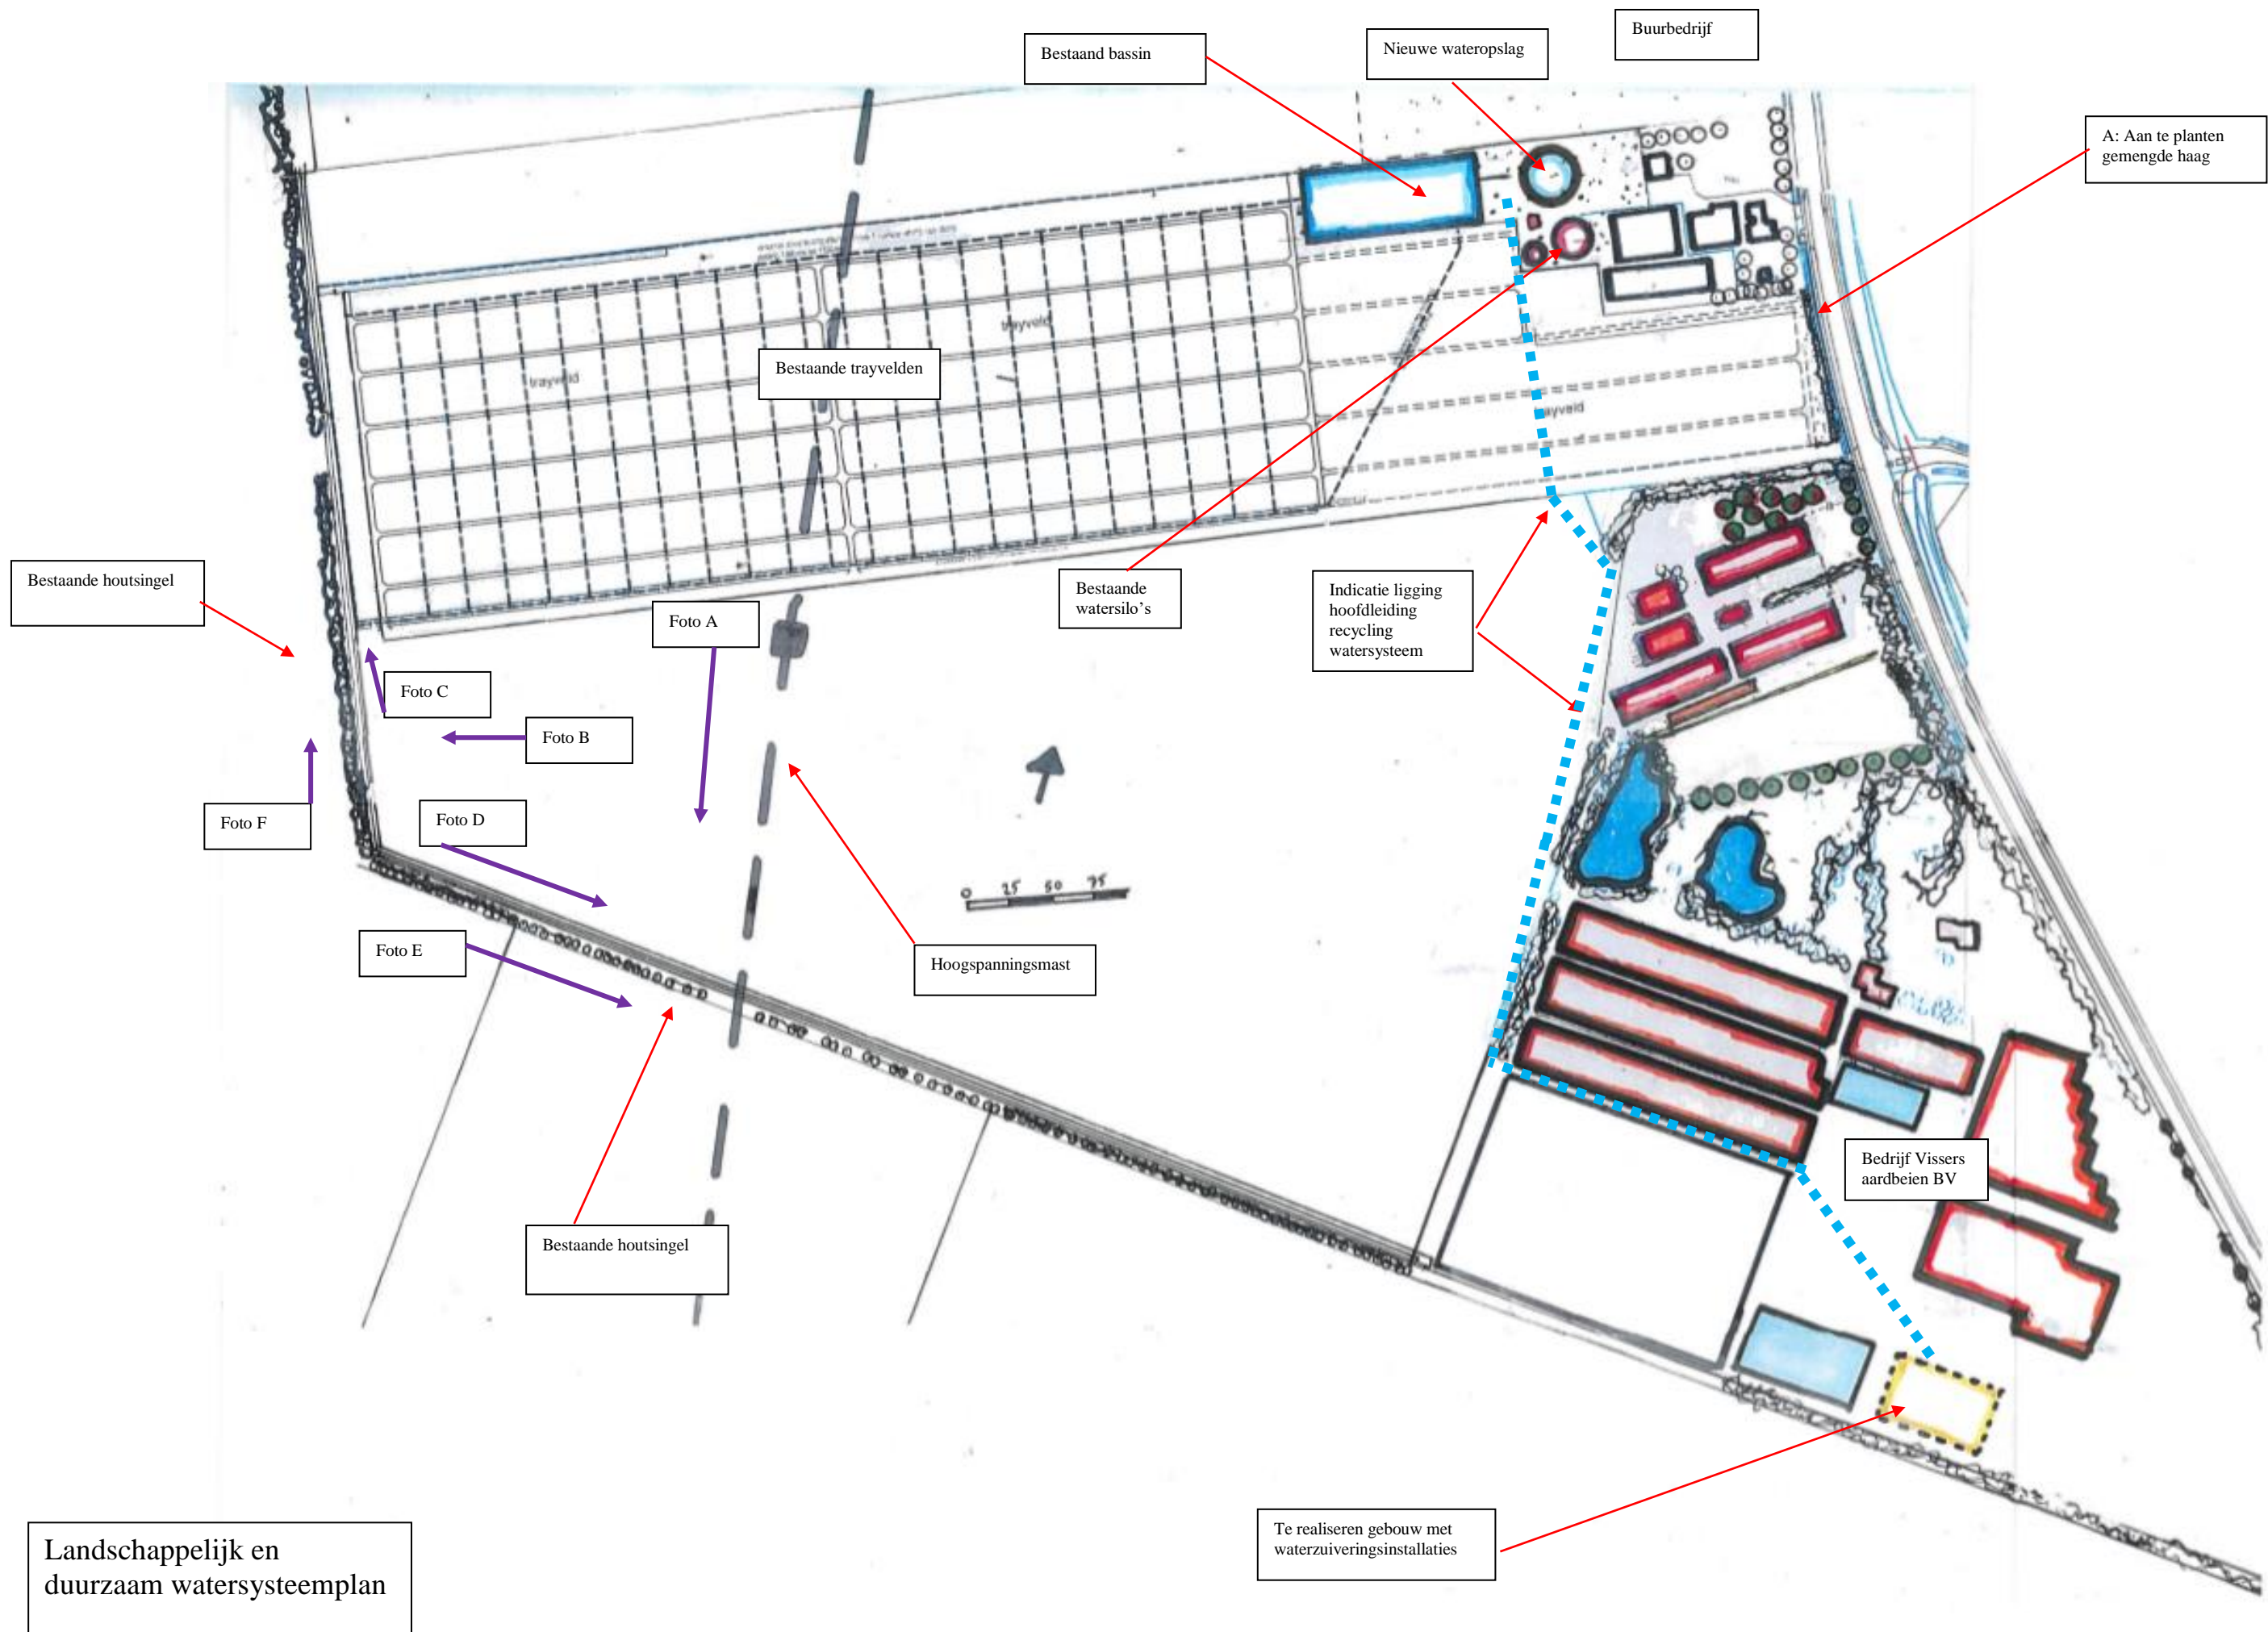 Buurbedrijf
Bestaand bassin
Nieuwe wateropslag
A: Aan te planten
gemengde haag
trayveld
Bestaande trayvelden
trayveld
trayveld
Bestaande houtsingel
Bestaande
watersilo's
Indicatie ligging
hoofdleiding
recycling
watersysteem
Foto A
Foto C
Foto B
Foto F
Foto D
0 25 50 75
Foto E
Hoogspanningsmast
Bedrijf Vissers
aardbeien BV
Bestaande houtsingel
Te realiseren gebouw met
waterzuiveringsinstallaties
Landschappelijk en
duurzaam watersysteemplan